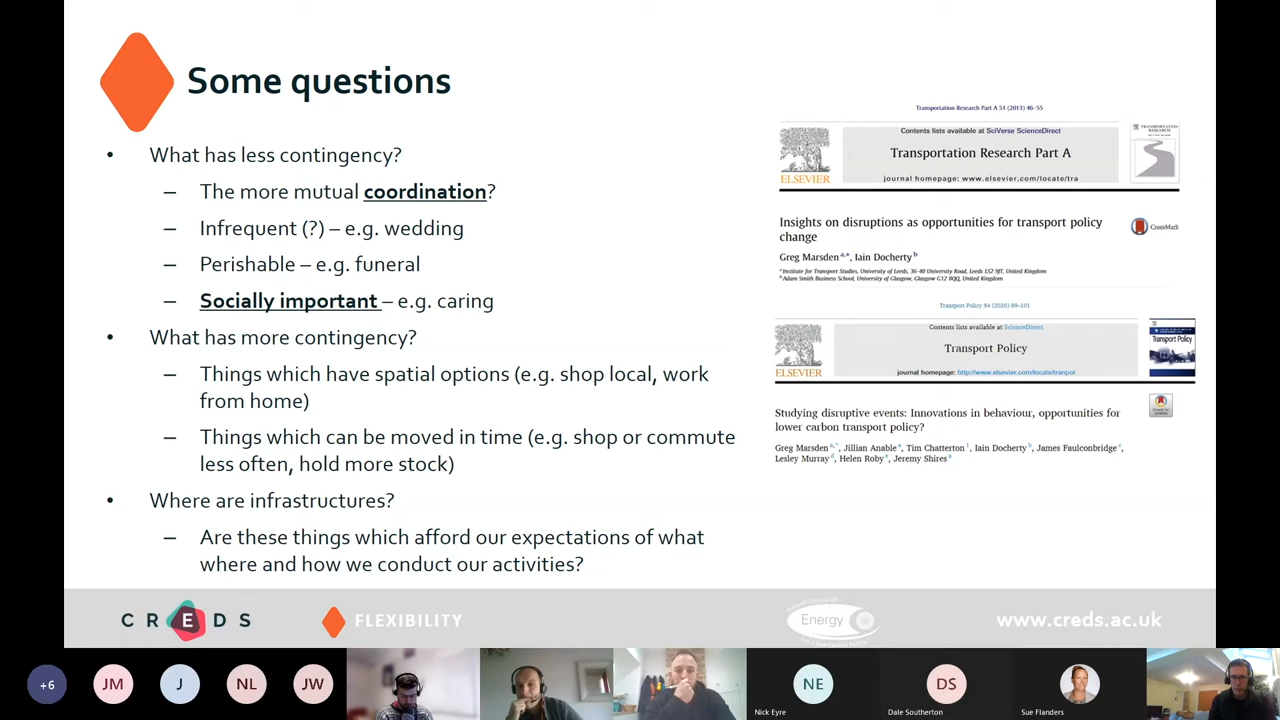 Some questions
• What has less contingency?
– The more mutual coordination?
– Infrequent (?) – e.g. wedding
– Perishable – e.g. funeral
– Socially important – e.g. caring
• What has more contingency?
– Things which have spatial options (e.g. shop local, work
from home)
– Things which can be moved in time (e.g. shop or commute
less often, hold more stock)
• Where are infrastructures?
– Are these things which afford our expectations of what
where and how we conduct our activities?
Transportation Research Part A 51 (2013) 46–55
Contents lists available at SciVerse ScienceDirect
Transportation Research Part A
journal homepage: www.elsevier.com/locate/tra
ELSEVIER
Insights on disruptions as opportunities for transport policy
change
CrossMark
Greg Marsden a,*, Iain Docherty b
a Institute for Transport Studies, University of Leeds, 36-40 University Road, Leeds LS2 9JT, United Kingdom
b Adam Smith Business School, University of Glasgow, Glasgow G12 8QQ, United Kingdom
Transport Policy 94 (2020) 89–101
Contents lists available at ScienceDirect
Transport Policy
journal homepage: http://www.elsevier.com/locate/tranpol
ELSEVIER
Transport Policy
Studying disruptive events: Innovations in behaviour, opportunities for
lower carbon transport policy?
Greg Marsden a,*, Jillian Anable a, Tim Chatterton, Iain Docherty b, James Faulconbridge c,
Lesley Murray d, Helen Roby e, Jeremy Shires a
CREDS
FLEXIBILITY
Energy
www.creds.ac.uk
+6
JM
J
NL
JW
NE
Nick Eyre
DS
Dale Southerton
Sue Flanders